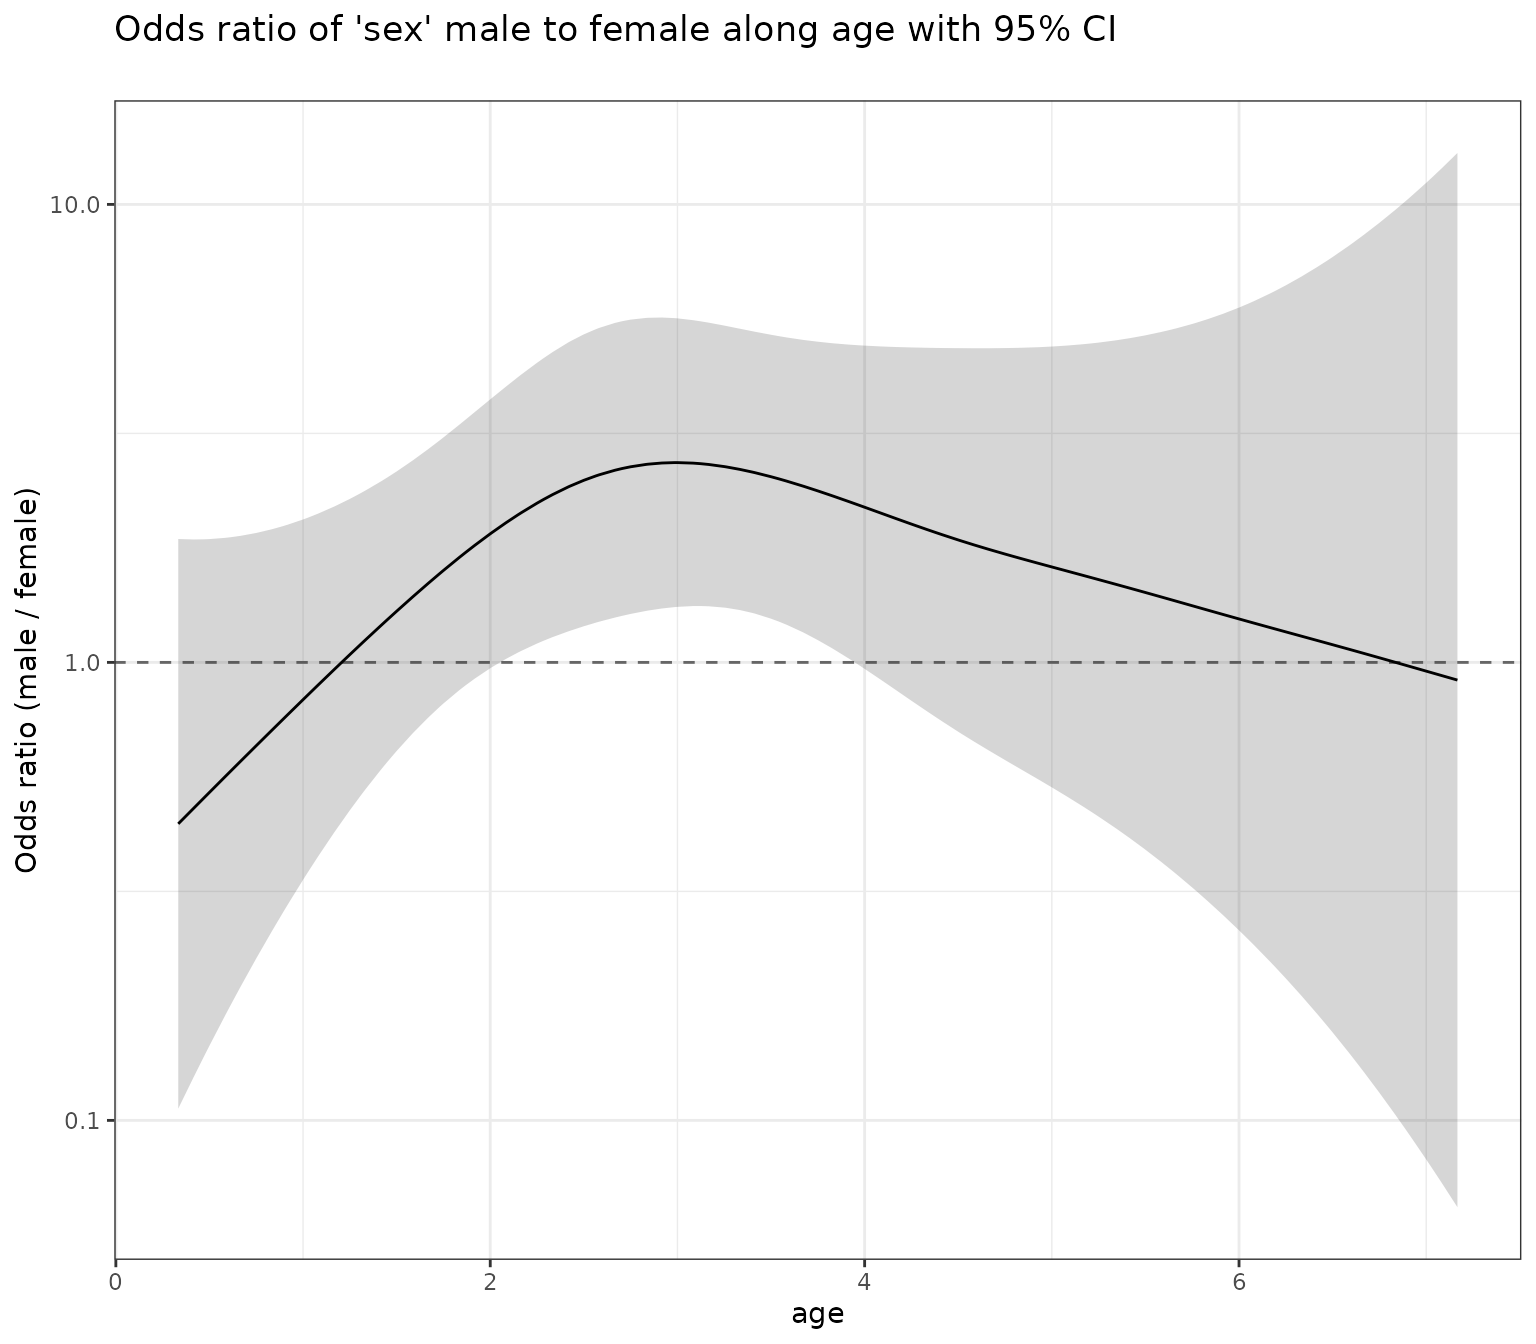 Odds ratio of 'sex' male to female along age with 95% CI
Odds ratio (male / female)
10.0
1.0
0.1
0 2 4 6
age